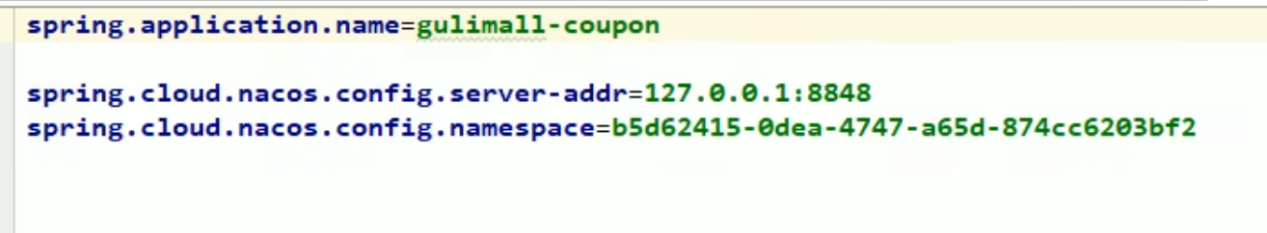 spring.application.name=gulimall-coupon
spring.cloud.nacos.config.server-addr=127.0.0.1:8848
spring.cloud.nacos.config.namespace=b5d62415-0dea-4747-a65d-874cc6203bf2